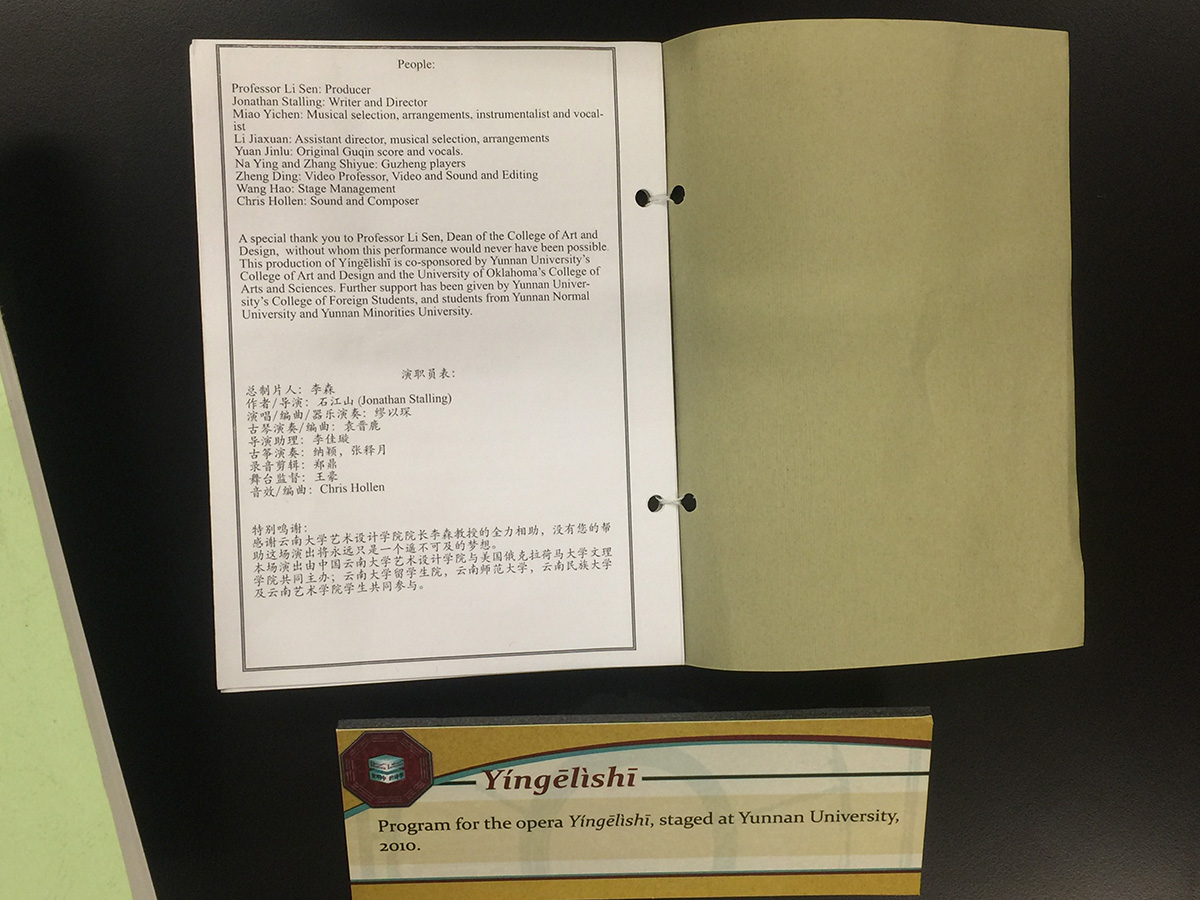 People:
Professor Li Sen: Producer
Jonathan Stalling: Writer and Director
Miao Yichen: Musical selection, arrangements, instrumentalist and vocal-
ist
Li Jiaxuan: Assistant director, musical selection, arrangements
Yuan Jinlu: Original Guqin score and vocals.
Na Ying and Zhang Shiyue: Guzheng players
Zheng Ding: Video Professor, Video and Sound and Editing
Wang Hao: Stage Management
Chris Hollen: Sound and Composer
A special thank you to Professor Li Sen, Dean of the College of Art and
Design, without whom this performance would never have been possible.
This production of Yíngēlìshī is co-sponsored by Yunnan University's
College of Art and Design and the University of Oklahoma's College of
Arts and Sciences. Further support has been given by Yunnan Univer-
sity's College of Foreign Students, and students from Yunnan Normal
University and Yunnan Minorities University.
演职员表:
总制片人: 李森
作者/导演: 石江山 (Jonathan Stalling)
演唱/编曲/器乐演奏: 缪以琛
古琴演奏/编曲: 袁晋鹿
导演助理: 李佳璇
古筝演奏: 纳颖, 张释月
录音剪辑: 郑鼎
舞台监督: 王豪
音效/编曲: Chris Hollen
特别鸣谢:
感谢云南大学艺术设计学院院长李森教授的全力相助, 没有您的帮
助这场演出将永远只是一个遥不可及的梦想。
本场演出由中国云南大学艺术设计学院与美国俄克拉荷马大学文理
学院共同主办; 云南大学留学生院, 云南师范大学, 云南民族大学
及云南艺术学院学生共同参与。
Yíngēlìshī
Program for the opera Yíngēlìshī, staged at Yunnan University,
2010.